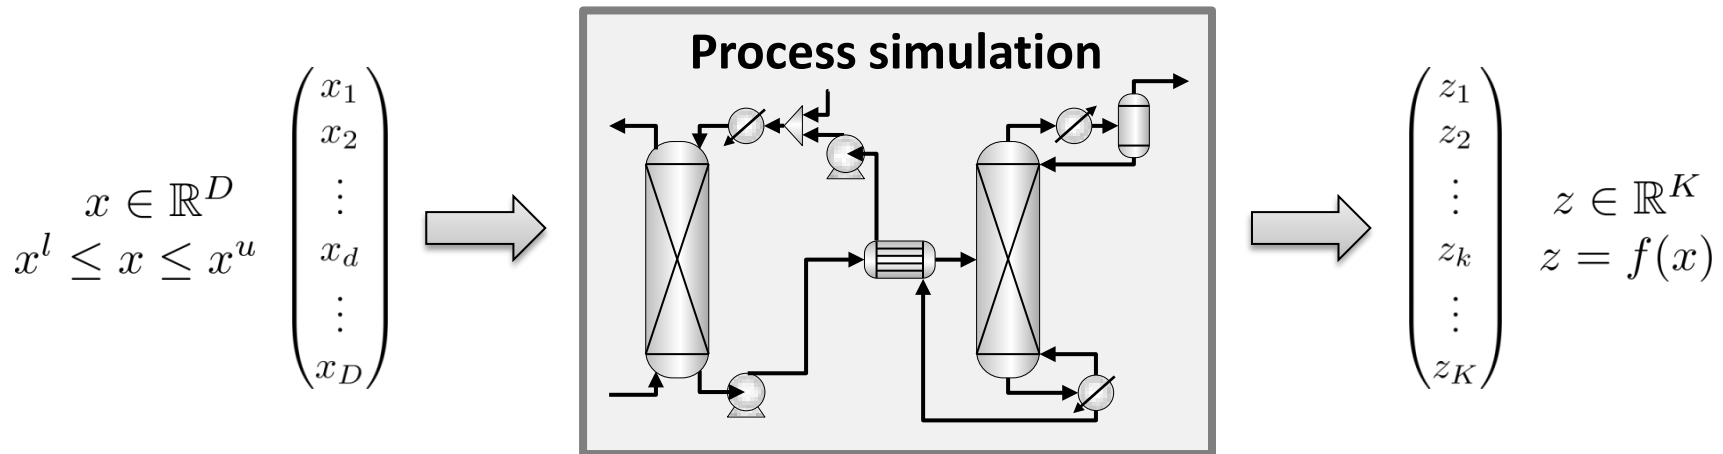 Process simulation
x ∈ ℝ^D
x^l ≤ x ≤ x^u
x_1
x_2
⋮
x_d
⋮
x_D
z_1
z_2
⋮
z_k
⋮
z_K
z ∈ ℝ^K
z = f(x)